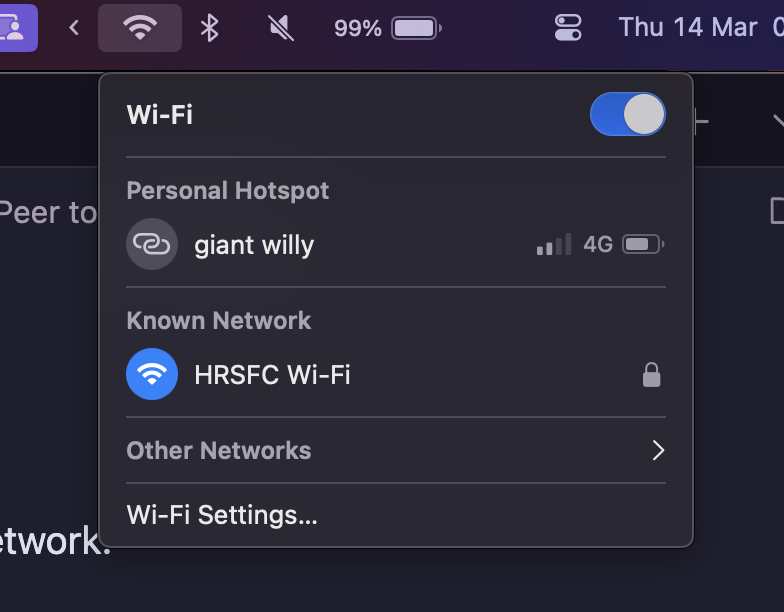 99%
Thu 14 Mar
Wi-Fi
Personal Hotspot
Peer to
giant willy
4G
Known Network
HRSFC Wi-Fi
Other Networks
Wi-Fi Settings...
etwork.